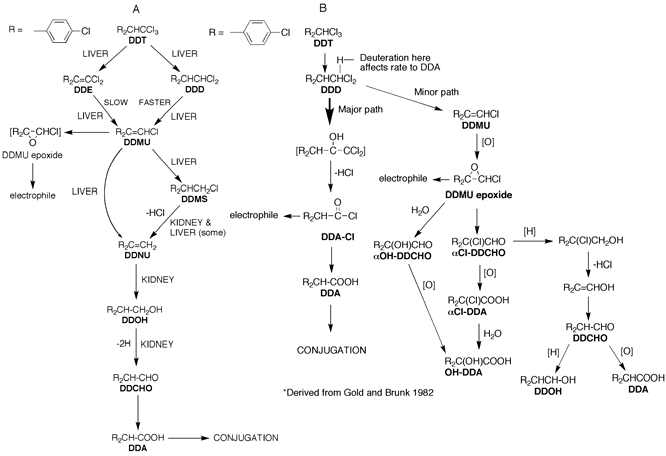 A
R =
Cl
R₂CHCCl₃
DDT
LIVER
LIVER
R₂C=CCl₂
DDE
R₂CHCHCl₂
DDD
SLOW
FASTER
LIVER
LIVER
[R₂C-CHCl]
O
DDMU epoxide
R₂C=CHCl
DDMU
electrophile
LIVER
LIVER
R₂CHCH₂Cl
DDMS
-HCl
KIDNEY &
LIVER (some)
R₂C=CH₂
DDNU
KIDNEY
R₂CH-CH₂OH
DDOH
-2H
KIDNEY
R₂CH-CHO
DDCHO
R₂CH-COOH
DDA
CONJUGATION
B
R =
Cl
R₂CHCCl₃
DDT
H
Deuteration here
affects rate to DDA
R₂CHCHCl₂
DDD
Major path
Minor path
OH
[R₂CH-C-CCl₂]
-HCl
O
R₂CH-C-Cl
electrophile
DDA-Cl
R₂CH-COOH
DDA
CONJUGATION
R₂C=CHCl
DDMU
[O]
O
R₂C-CHCl
DDMU epoxide
electrophile
H₂O
R₂C(OH)CHO
αOH-DDCHO
R₂C(Cl)CHO
αCl-DDCHO
[H]
R₂C(Cl)CH₂OH
-HCl
[O]
[O]
R₂C=CHOH
R₂C(Cl)COOH
αCl-DDA
H₂O
R₂CH-CHO
DDCHO
[H]
[O]
R₂C(OH)COOH
OH-DDA
R₂CHCH-OH
DDOH
R₂CHCOOH
DDA
*Derived from Gold and Brunk 1982